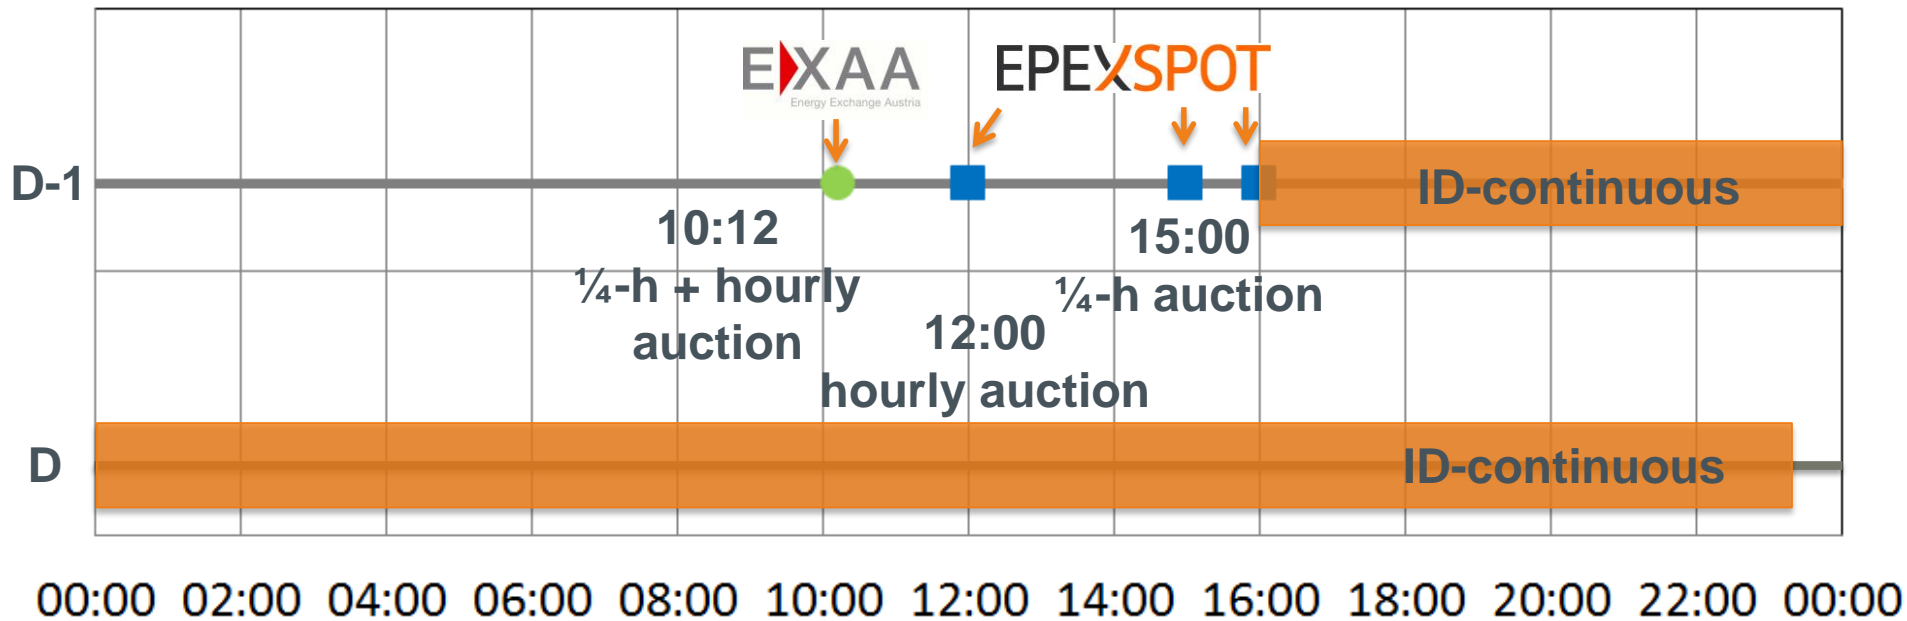 EXAA
Energy Exchange Austria
EPEXSPOT
D-1
ID-continuous
10:12
¼-h + hourly
auction
12:00
hourly auction
15:00
¼-h auction
D
ID-continuous
00:00 02:00 04:00 06:00 08:00 10:00 12:00 14:00 16:00 18:00 20:00 22:00 00:00